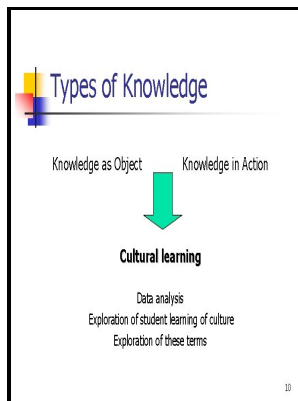 Types of Knowledge
Knowledge as Object Knowledge in Action
Cultural learning
Data analysis
Exploration of student learning of culture
Exploration of these terms
10